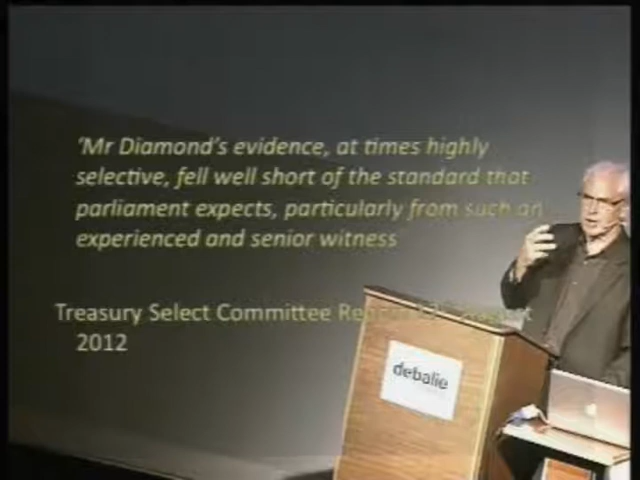 'Mr Diamond's evidence, at times highly
selective, fell well short of the standard that
parliament expects, particularly from such an
experienced and senior witness
Treasury Select Committee August
2012
debalie